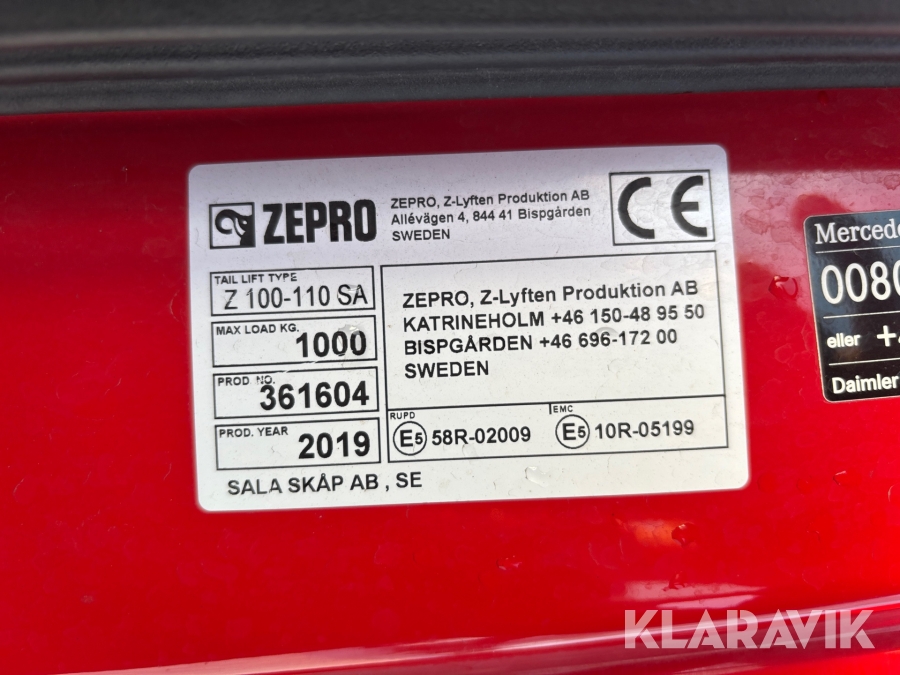 ZEPRO
ZEPRO, Z-Lyften Produktion AB
Allévägen 4, 844 41 Bispgården
SWEDEN
CE
TAIL LIFT TYPE
Z 100-110 SA
MAX LOAD KG.
1000
PROD. NO.
361604
PROD. YEAR
2019
ZEPRO, Z-Lyften Produktion AB
KATRINEHOLM +46 150-48 95 50
BISPGÅRDEN +46 696-172 00
SWEDEN
RUPD
E5 58R-02009
EMC
E5 10R-05199
SALA SKÅP AB , SE
Mercede
008
eller +
Daimler
KLARAVIK